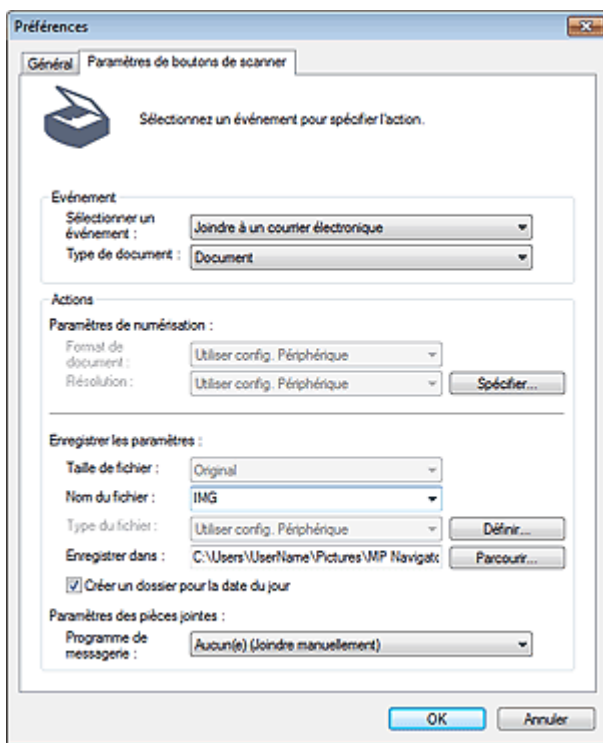 Préférences
Général
Paramètres de boutons de scanner
Sélectionnez un événement pour spécifier l'action.
Evénement
Sélectionner un
événement :
Joindre à un courrier électronique
Type de document :
Document
Actions
Paramètres de numérisation :
Format de
document :
Utiliser config. Périphérique
Résolution :
Utiliser config. Périphérique
Spécifier...
Enregistrer les paramètres :
Taille de fichier :
Original
Nom du fichier :
IMG
Type du fichier :
Utiliser config. Périphérique
Définir...
Enregistrer dans :
C:\Users\UserName\Pictures\MP Navigato
Parcourir...
Créer un dossier pour la date du jour
Paramètres des pièces jointes :
Programme de
messagerie :
Aucun(e) (Joindre manuellement)
OK
Annuler